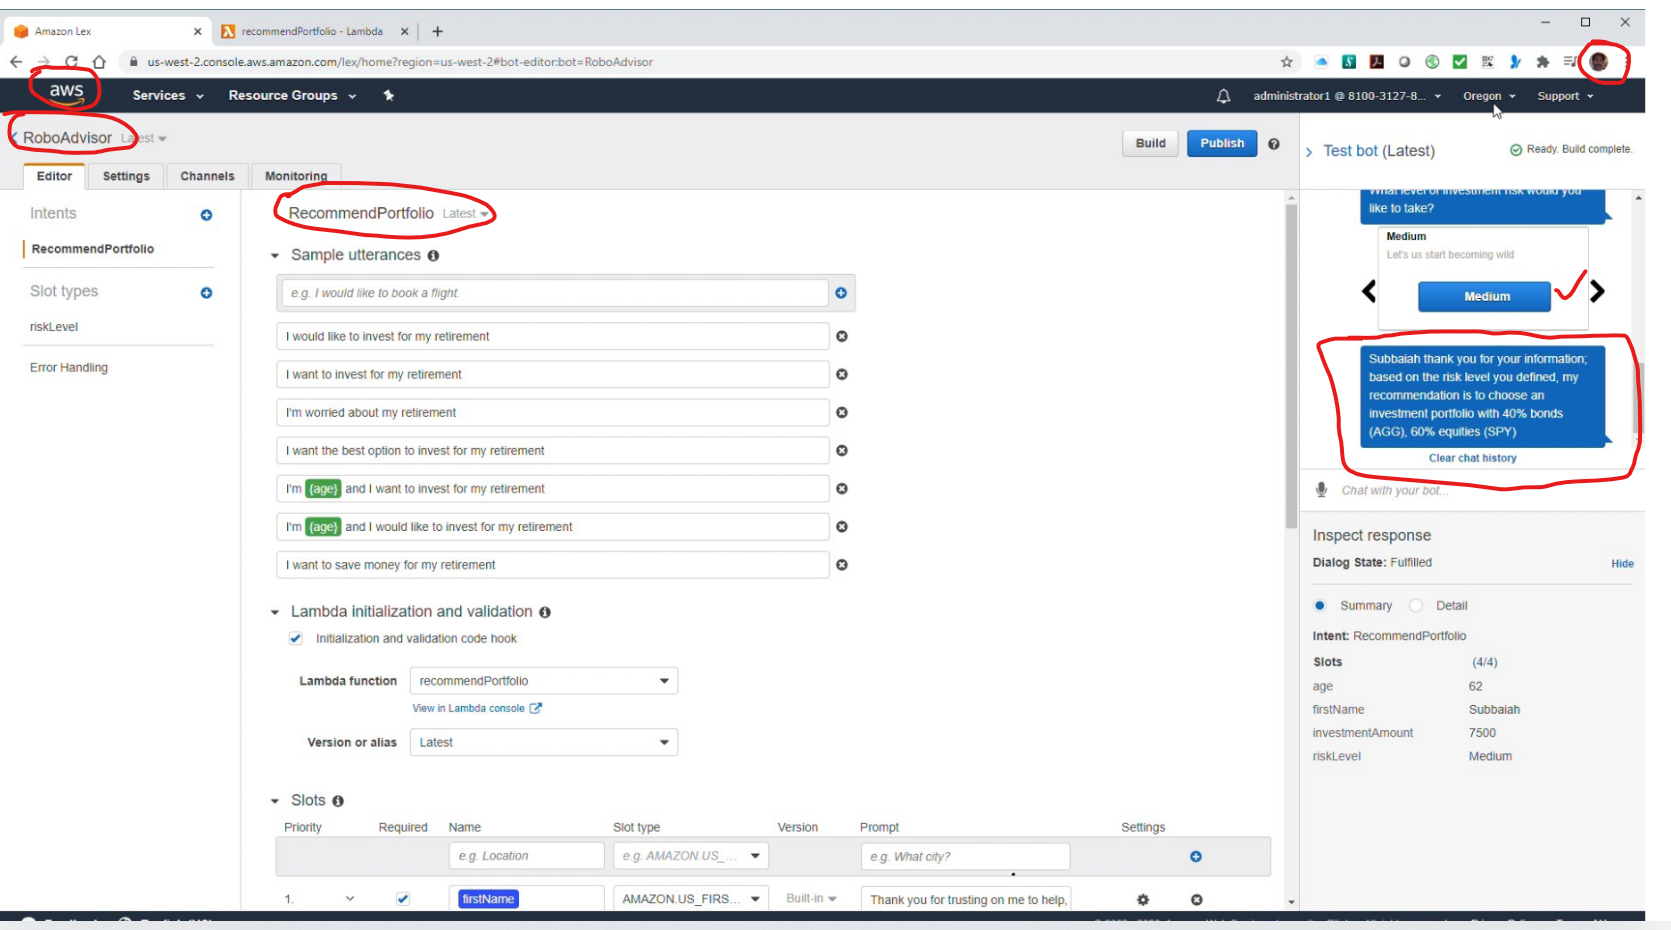 Amazon Lex
recommendPortfolio - Lambda
us-west-2.console.aws.amazon.com/lex/home?region=us-west-2#bot-editor:bot=RoboAdvisor
aws Services Resource Groups administrator1 @ 8100-3127-8... Oregon Support
RoboAdvisor Latest
Build Publish
Test bot (Latest)
Ready. Build complete.
Editor Settings Channels Monitoring
Intents
RecommendPortfolio
Slot types
riskLevel
Error Handling
RecommendPortfolio Latest
Sample utterances
e.g. I would like to book a flight.
I would like to invest for my retirement
I want to invest for my retirement
I'm worried about my retirement
I want the best option to invest for my retirement
I'm {age} and I want to invest for my retirement
I'm {age} and I would like to invest for my retirement
I want to save money for my retirement
Lambda initialization and validation
Initialization and validation code hook
Lambda function recommendPortfolio
View in Lambda console
Version or alias Latest
Slots
Priority Required Name Slot type Version Prompt Settings
e.g. Location e.g. AMAZON.US_... e.g. What city?
1. firstName AMAZON.US_FIRS... Built-in Thank you for trusting on me to help,
What level of investment risk would you
like to take?
Medium
Let's us start becoming wild
Medium
Subbaiah thank you for your information;
based on the risk level you defined, my
recommendation is to choose an
investment portfolio with 40% bonds
(AGG), 60% equities (SPY)
Clear chat history
Chat with your bot...
Inspect response
Dialog State: Fulfilled Hide
Summary Detail
Intent: RecommendPortfolio
Slots (4/4)
age 62
firstName Subbaiah
investmentAmount 7500
riskLevel Medium